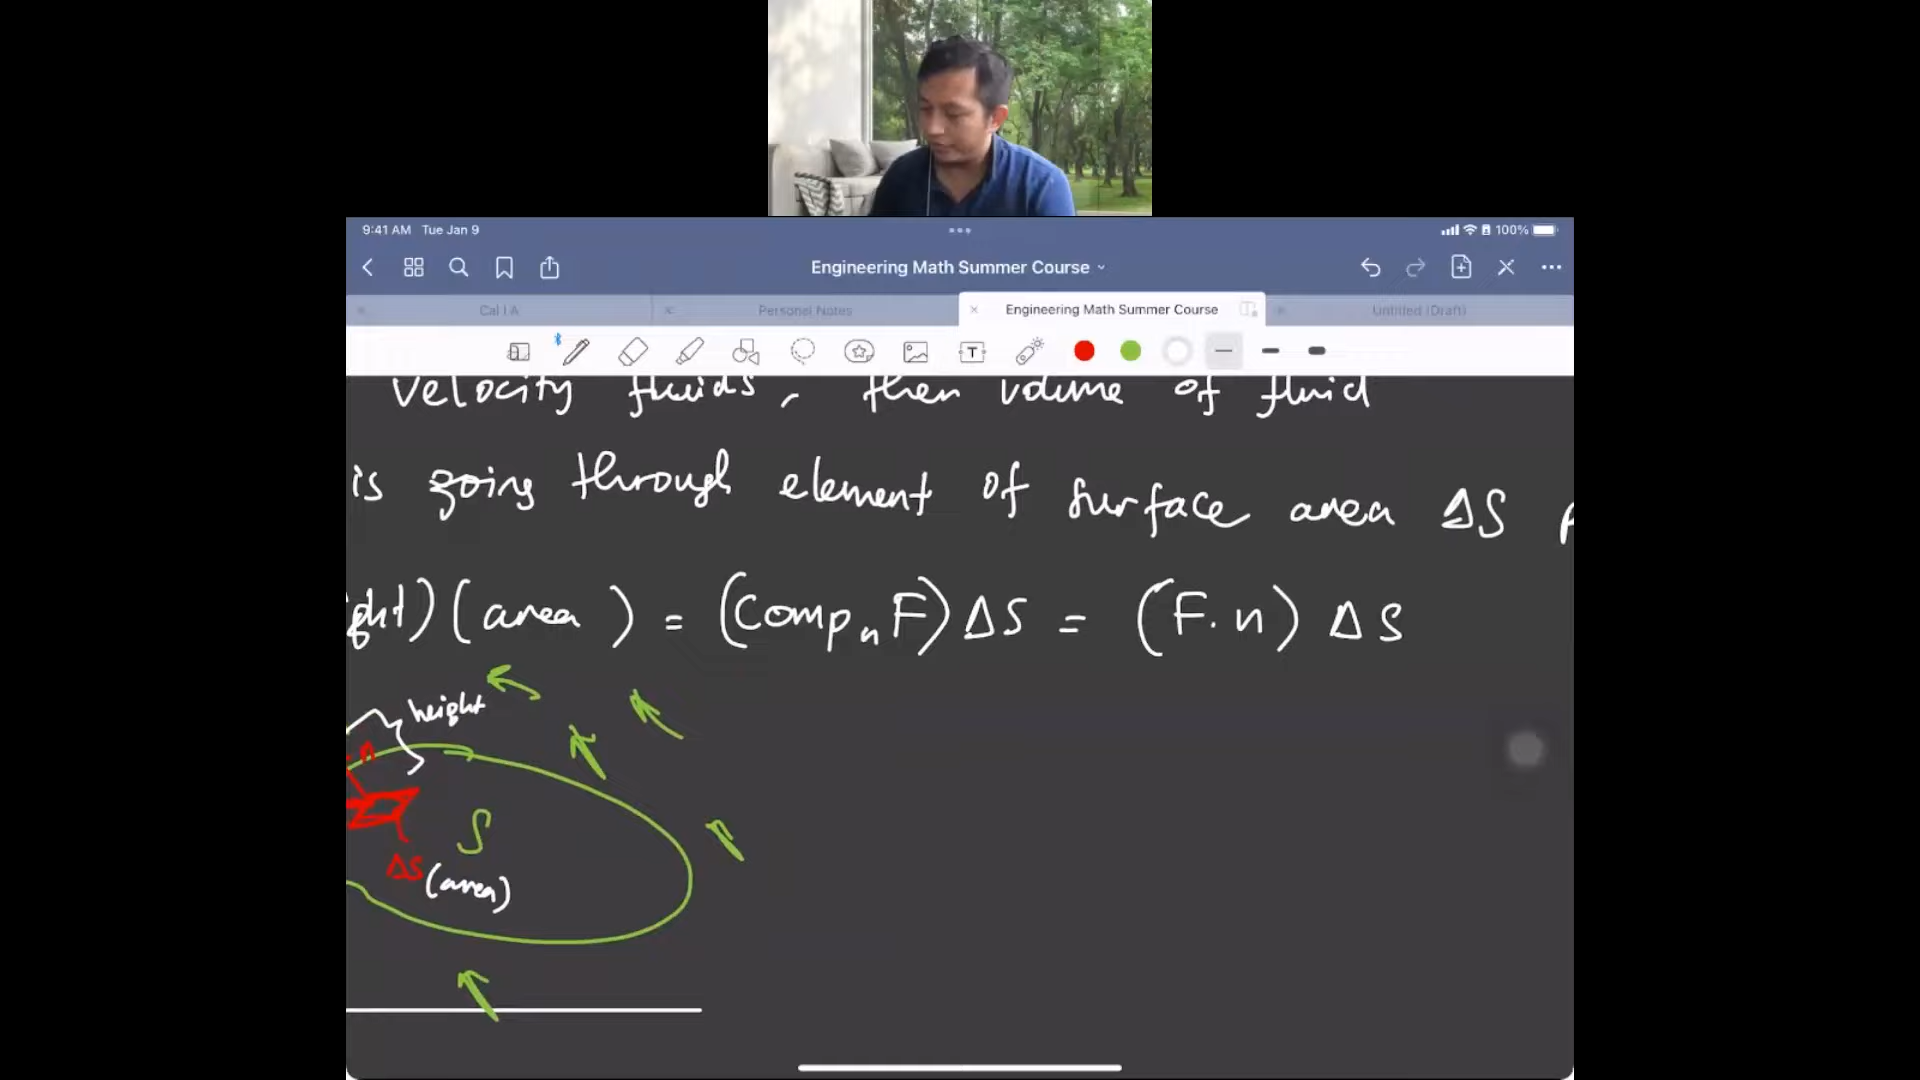 9:41 AM Tue Jan 9
100%
Engineering Math Summer Course
Cal I A
Personal Notes
Engineering Math Summer Course
Untitled (Draft)
T
velocity fluids, then volume of fluid
is going through element of surface area ΔS
ght) (area) = (Comp_n F) ΔS = (F·n) ΔS
height
n
S
ΔS (area)